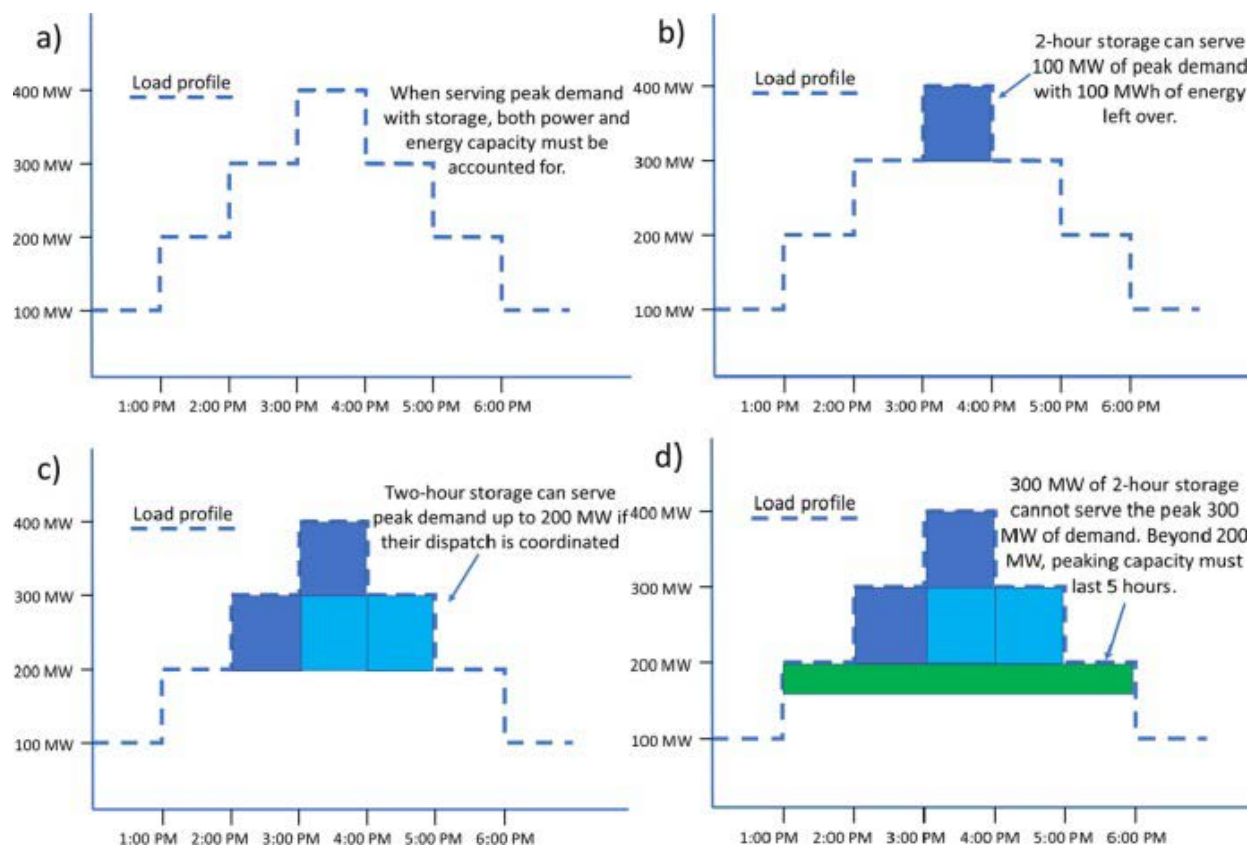 a)
Load profile
400 MW
300 MW
200 MW
100 MW
When serving peak demand
with storage, both power and
energy capacity must be
accounted for.
1:00 PM 2:00 PM 3:00 PM 4:00 PM 5:00 PM 6:00 PM
b)
Load profile
400 MW
300 MW
200 MW
100 MW
2-hour storage can serve
100 MW of peak demand
with 100 MWh of energy
left over.
1:00 PM 2:00 PM 3:00 PM 4:00 PM 5:00 PM 6:00 PM
c)
Load profile
400 MW
300 MW
200 MW
100 MW
Two-hour storage can serve
peak demand up to 200 MW if
their dispatch is coordinated
1:00 PM 2:00 PM 3:00 PM 4:00 PM 5:00 PM 6:00 PM
d)
Load profile
400 MW
300 MW
200 MW
100 MW
300 MW of 2-hour storage
cannot serve the peak 300
MW of demand. Beyond 200
MW, peaking capacity must
last 5 hours.
1:00 PM 2:00 PM 3:00 PM 4:00 PM 5:00 PM 6:00 PM